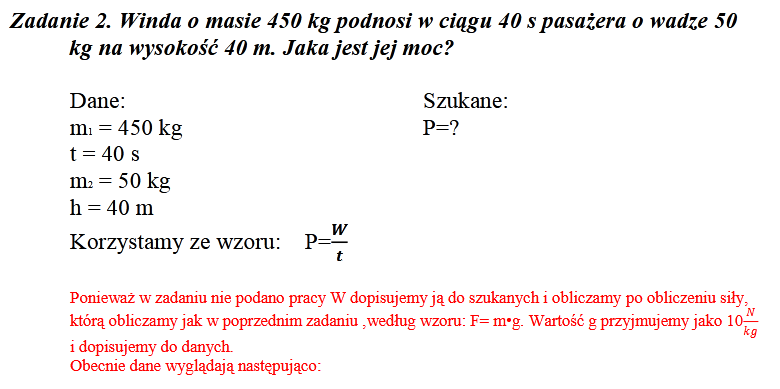 Zadanie 2. Winda o masie 450 kg podnosi w ciągu 40 s pasażera o wadze 50
kg na wysokość 40 m. Jaka jest jej moc?
Dane: Szukane:
m₁ = 450 kg P=?
t = 40 s
m₂ = 50 kg
h = 40 m
Korzystamy ze wzoru: P=W/t
Ponieważ w zadaniu nie podano pracy W dopisujemy ją do szukanych i obliczamy po obliczeniu siły,
którą obliczamy jak w poprzednim zadaniu ,według wzoru: F= m•g. Wartość g przyjmujemy jako 10N/kg
i dopisujemy do danych.
Obecnie dane wyglądają następująco: